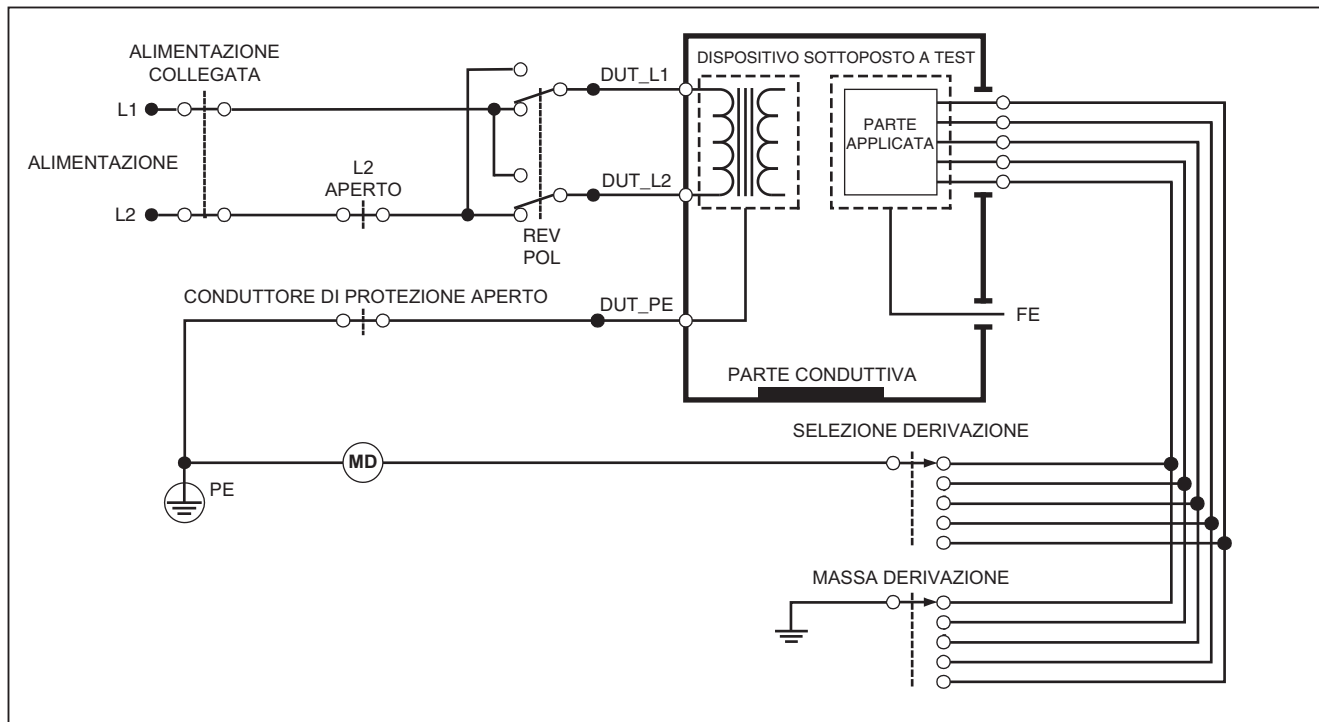 ALIMENTAZIONE
COLLEGATA
L1
ALIMENTAZIONE
L2
L2
APERTO
REV
POL
DUT_L1
DUT_L2
DISPOSITIVO SOTTOPOSTO A TEST
PARTE
APPLICATA
CONDUTTORE DI PROTEZIONE APERTO
DUT_PE
FE
PARTE CONDUTTIVA
SELEZIONE DERIVAZIONE
MD
PE
MASSA DERIVAZIONE